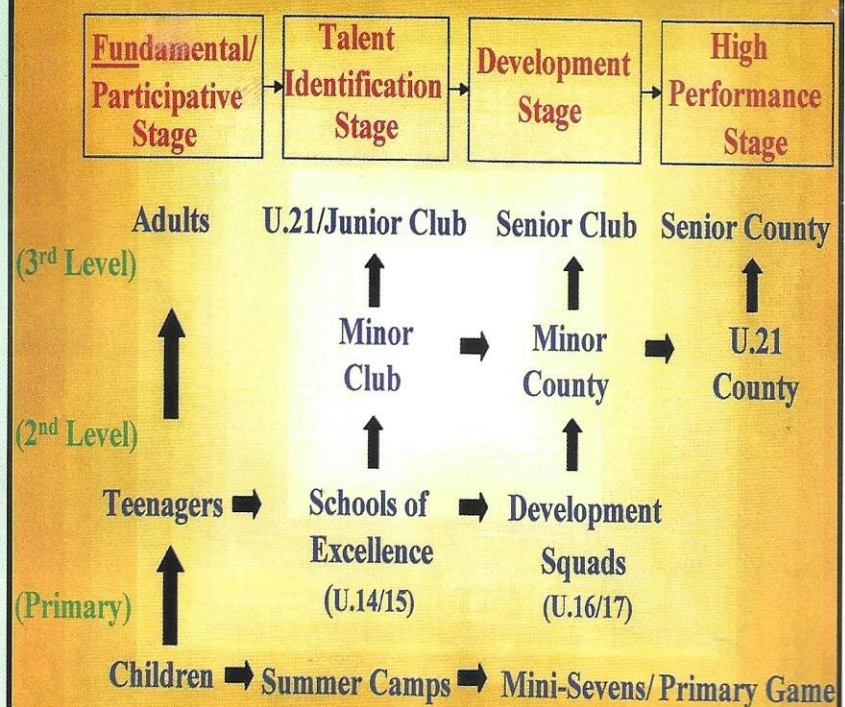 Fundamental/
Participative
Stage
Talent
Identification
Stage
Development
Stage
High
Performance
Stage
Adults
U.21/Junior Club
Senior Club
Senior County
(3rd Level)
Minor
Club
Minor
County
U.21
County
(2nd Level)
Teenagers
Schools of
Excellence
(U.14/15)
Development
Squads
(U.16/17)
(Primary)
Children
Summer Camps
Mini-Sevens/ Primary Game